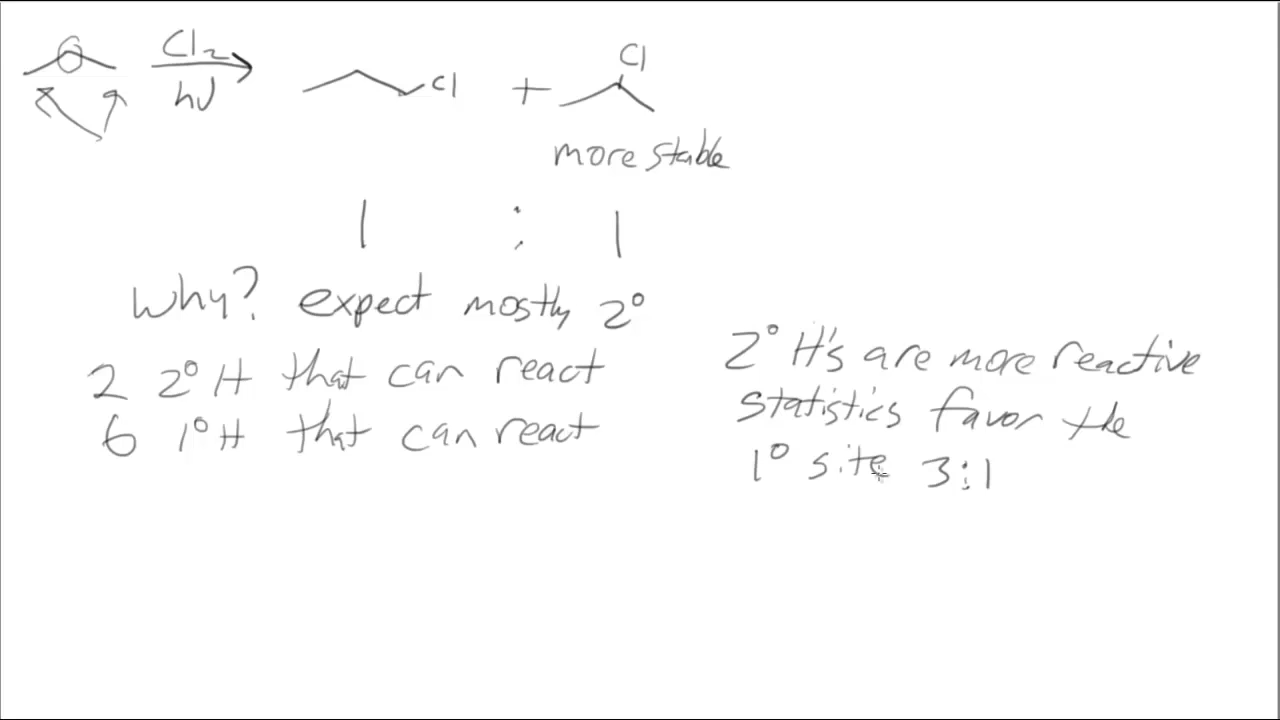 Cl2
hν
Cl
+
Cl
more stable
1 : 1
Why? expect mostly 2°
2 2° H that can react
6 1° H that can react
2° H's are more reactive
statistics favor the
1° site 3:1